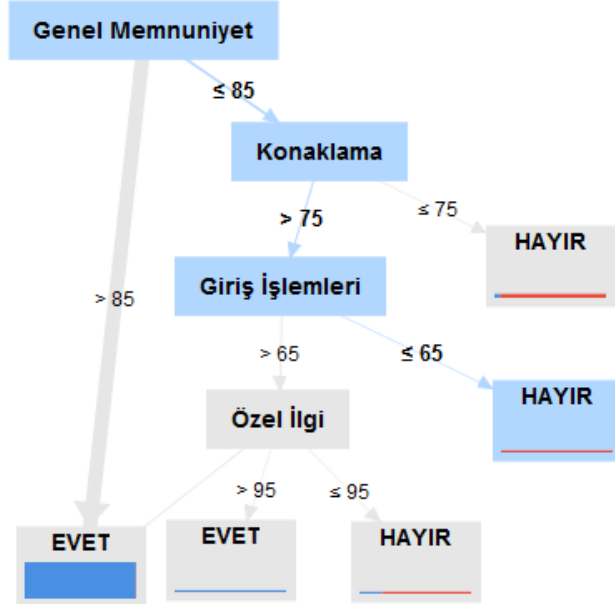 Genel Memnuniyet
≤ 85
Konaklama
> 75
≤ 75
HAYIR
Giriş İşlemleri
> 85
> 65
≤ 65
HAYIR
Özel İlgi
> 95
≤ 95
EVET
EVET
HAYIR